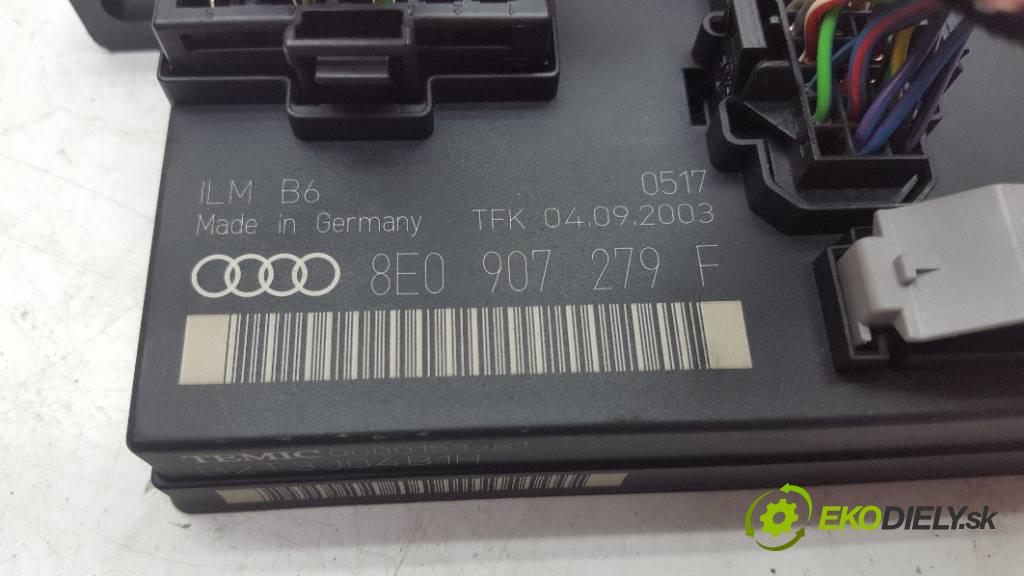 ILM B6
0517
Made in Germany
TFK 04.09.2003
8E0 907 279 F
TEMIC
EKODIELY.sk